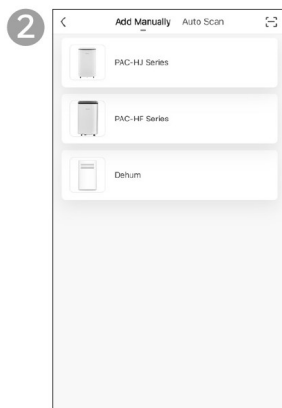 2
Add Manually Auto Scan
PAC-HJ Series
PAC-HF Series
Dehum